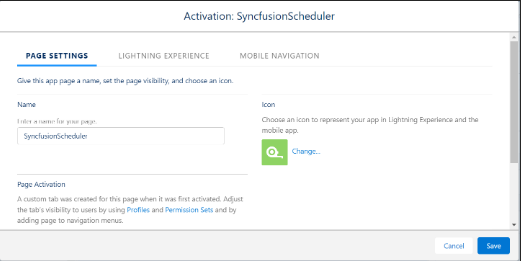 Activation: SyncfusionScheduler
PAGE SETTINGS
LIGHTNING EXPERIENCE
MOBILE NAVIGATION
Give this app page a name, set the page visibility, and choose an icon.
Name
Enter a name for your page.
SyncfusionScheduler
Icon
Choose an icon to represent your app in Lightning Experience and the
mobile app.
Change...
Page Activation
A custom tab was created for this page when it was first activated. Adjust
the tab's visibility to users by using Profiles and Permission Sets and by
adding page to navigation menus.
Cancel
Save